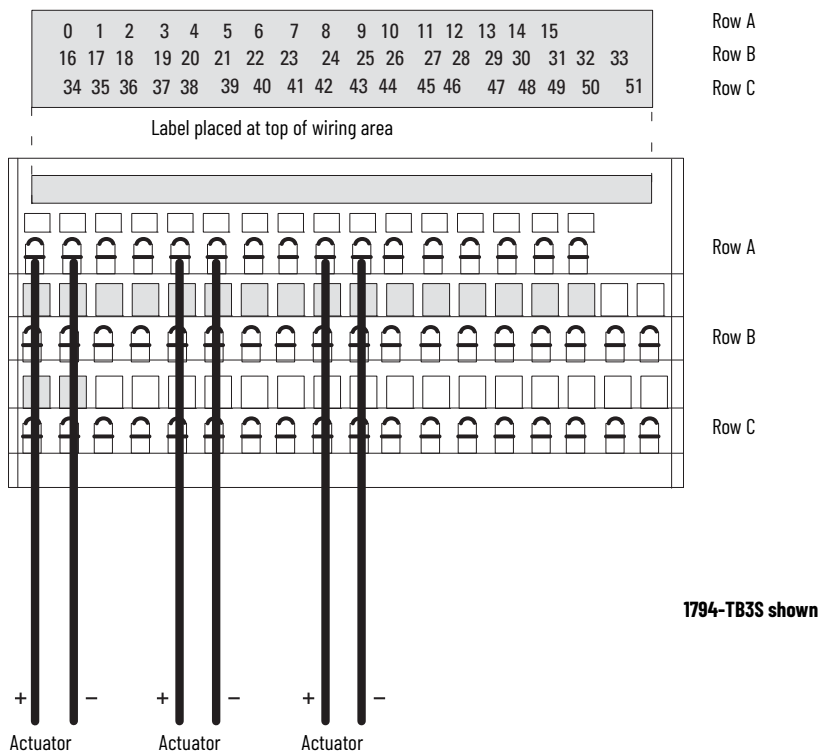 0 1 2 3 4 5 6 7 8 9 10 11 12 13 14 15 Row A
16 17 18 19 20 21 22 23 24 25 26 27 28 29 30 31 32 33 Row B
34 35 36 37 38 39 40 41 42 43 44 45 46 47 48 49 50 51 Row C
Label placed at top of wiring area
Row A
Row B
Row C
1794-TB3S shown
+ − + − + −
Actuator Actuator Actuator